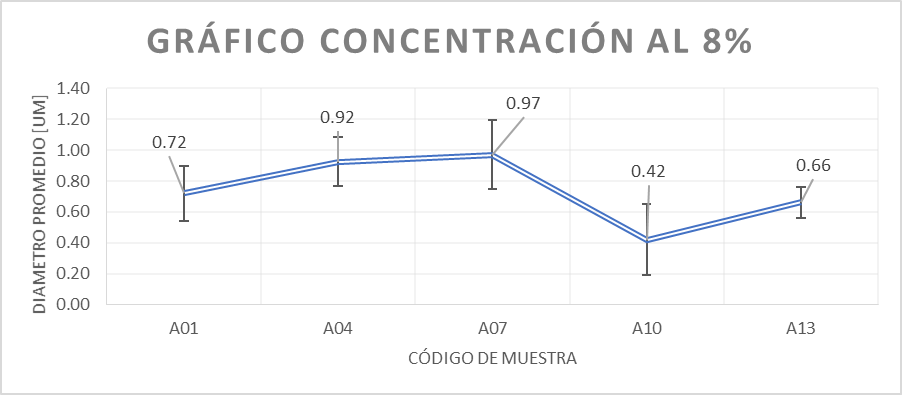 GRÁFICO CONCENTRACIÓN AL 8%
DIAMETRO PROMEDIO [UM]
1.40
1.20
1.00
0.80
0.60
0.40
0.20
0.00
0.72
0.92
0.97
0.42
0.66
A01
A04
A07
A10
A13
CÓDIGO DE MUESTRA